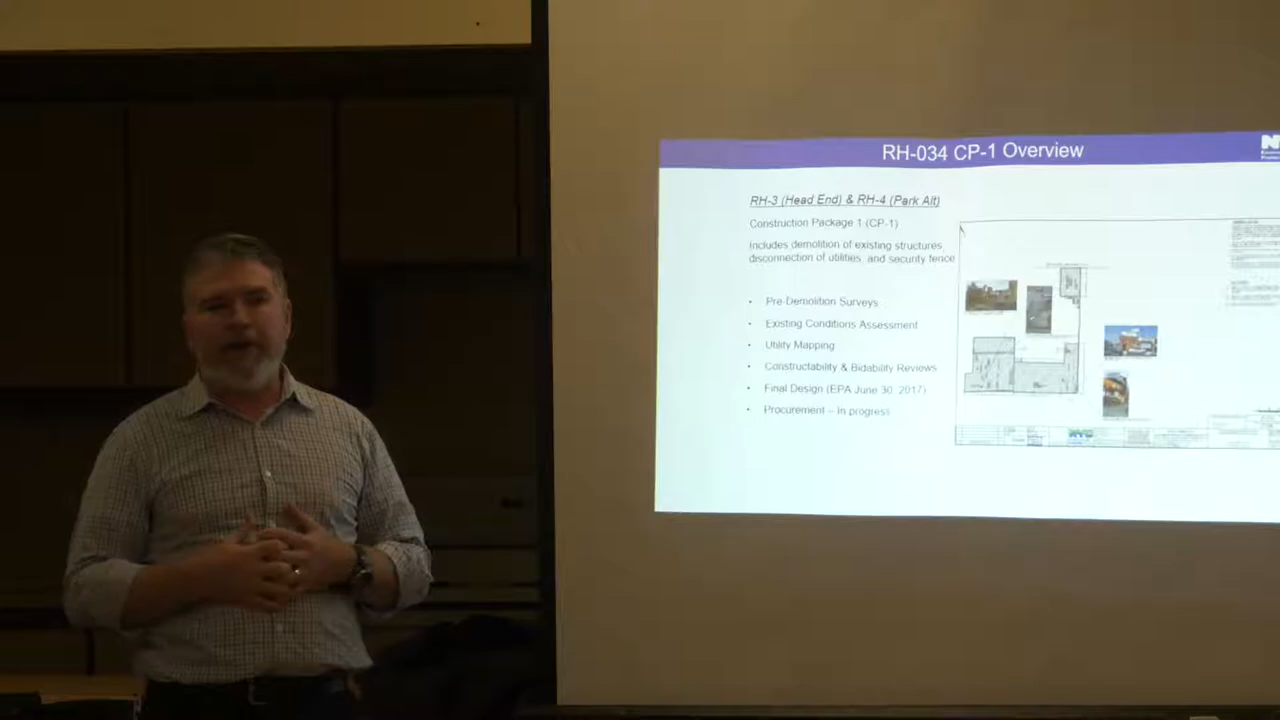 RH-034 CP-1 Overview
RH-3 (Head End) & RH-4 (Park Alt)
Construction Package 1 (CP-1)
Includes demolition of existing structures,
disconnection of utilities, and security fence
• Pre-Demolition Surveys
• Existing Conditions Assessment
• Utility Mapping
• Constructability & Bidability Reviews
• Final Design (EPA June 30, 2017)
• Procurement – In progress